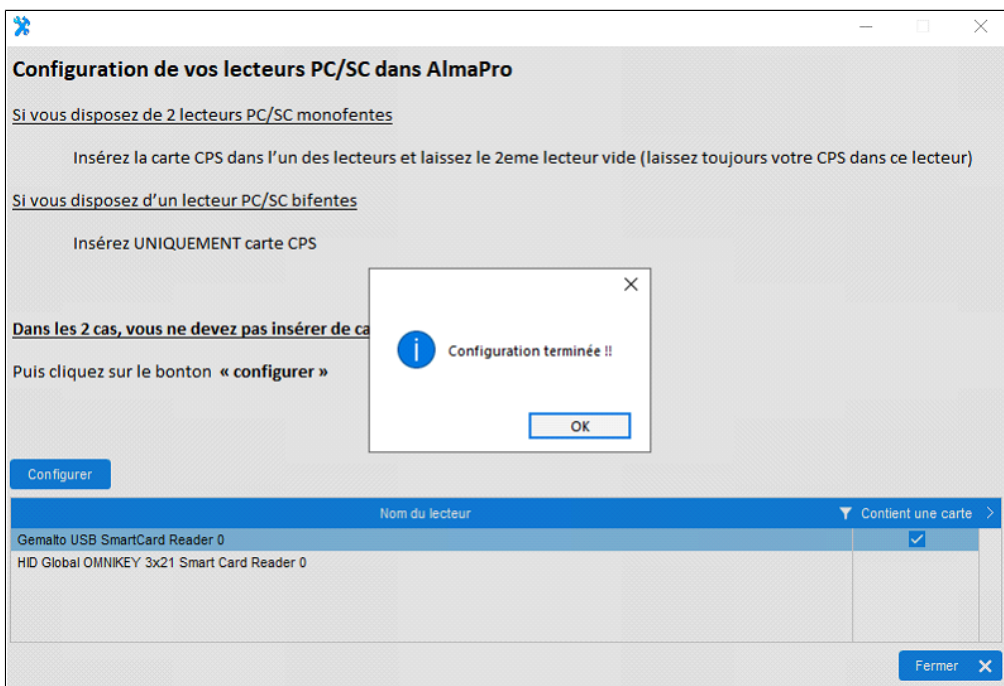 Configuration de vos lecteurs PC/SC dans AlmaPro
Si vous disposez de 2 lecteurs PC/SC monofentes
Insérez la carte CPS dans l'un des lecteurs et laissez le 2eme lecteur vide (laissez toujours votre CPS dans ce lecteur)
Si vous disposez d'un lecteur PC/SC bifentes
Insérez UNIQUEMENT carte CPS
Dans les 2 cas, vous ne devez pas insérer de ca
Configuration terminée !!
Puis cliquez sur le bonton « configurer »
OK
Configurer
Nom du lecteur Contient une carte
Gemalto USB SmartCard Reader 0
HID Global OMNIKEY 3x21 Smart Card Reader 0
Fermer